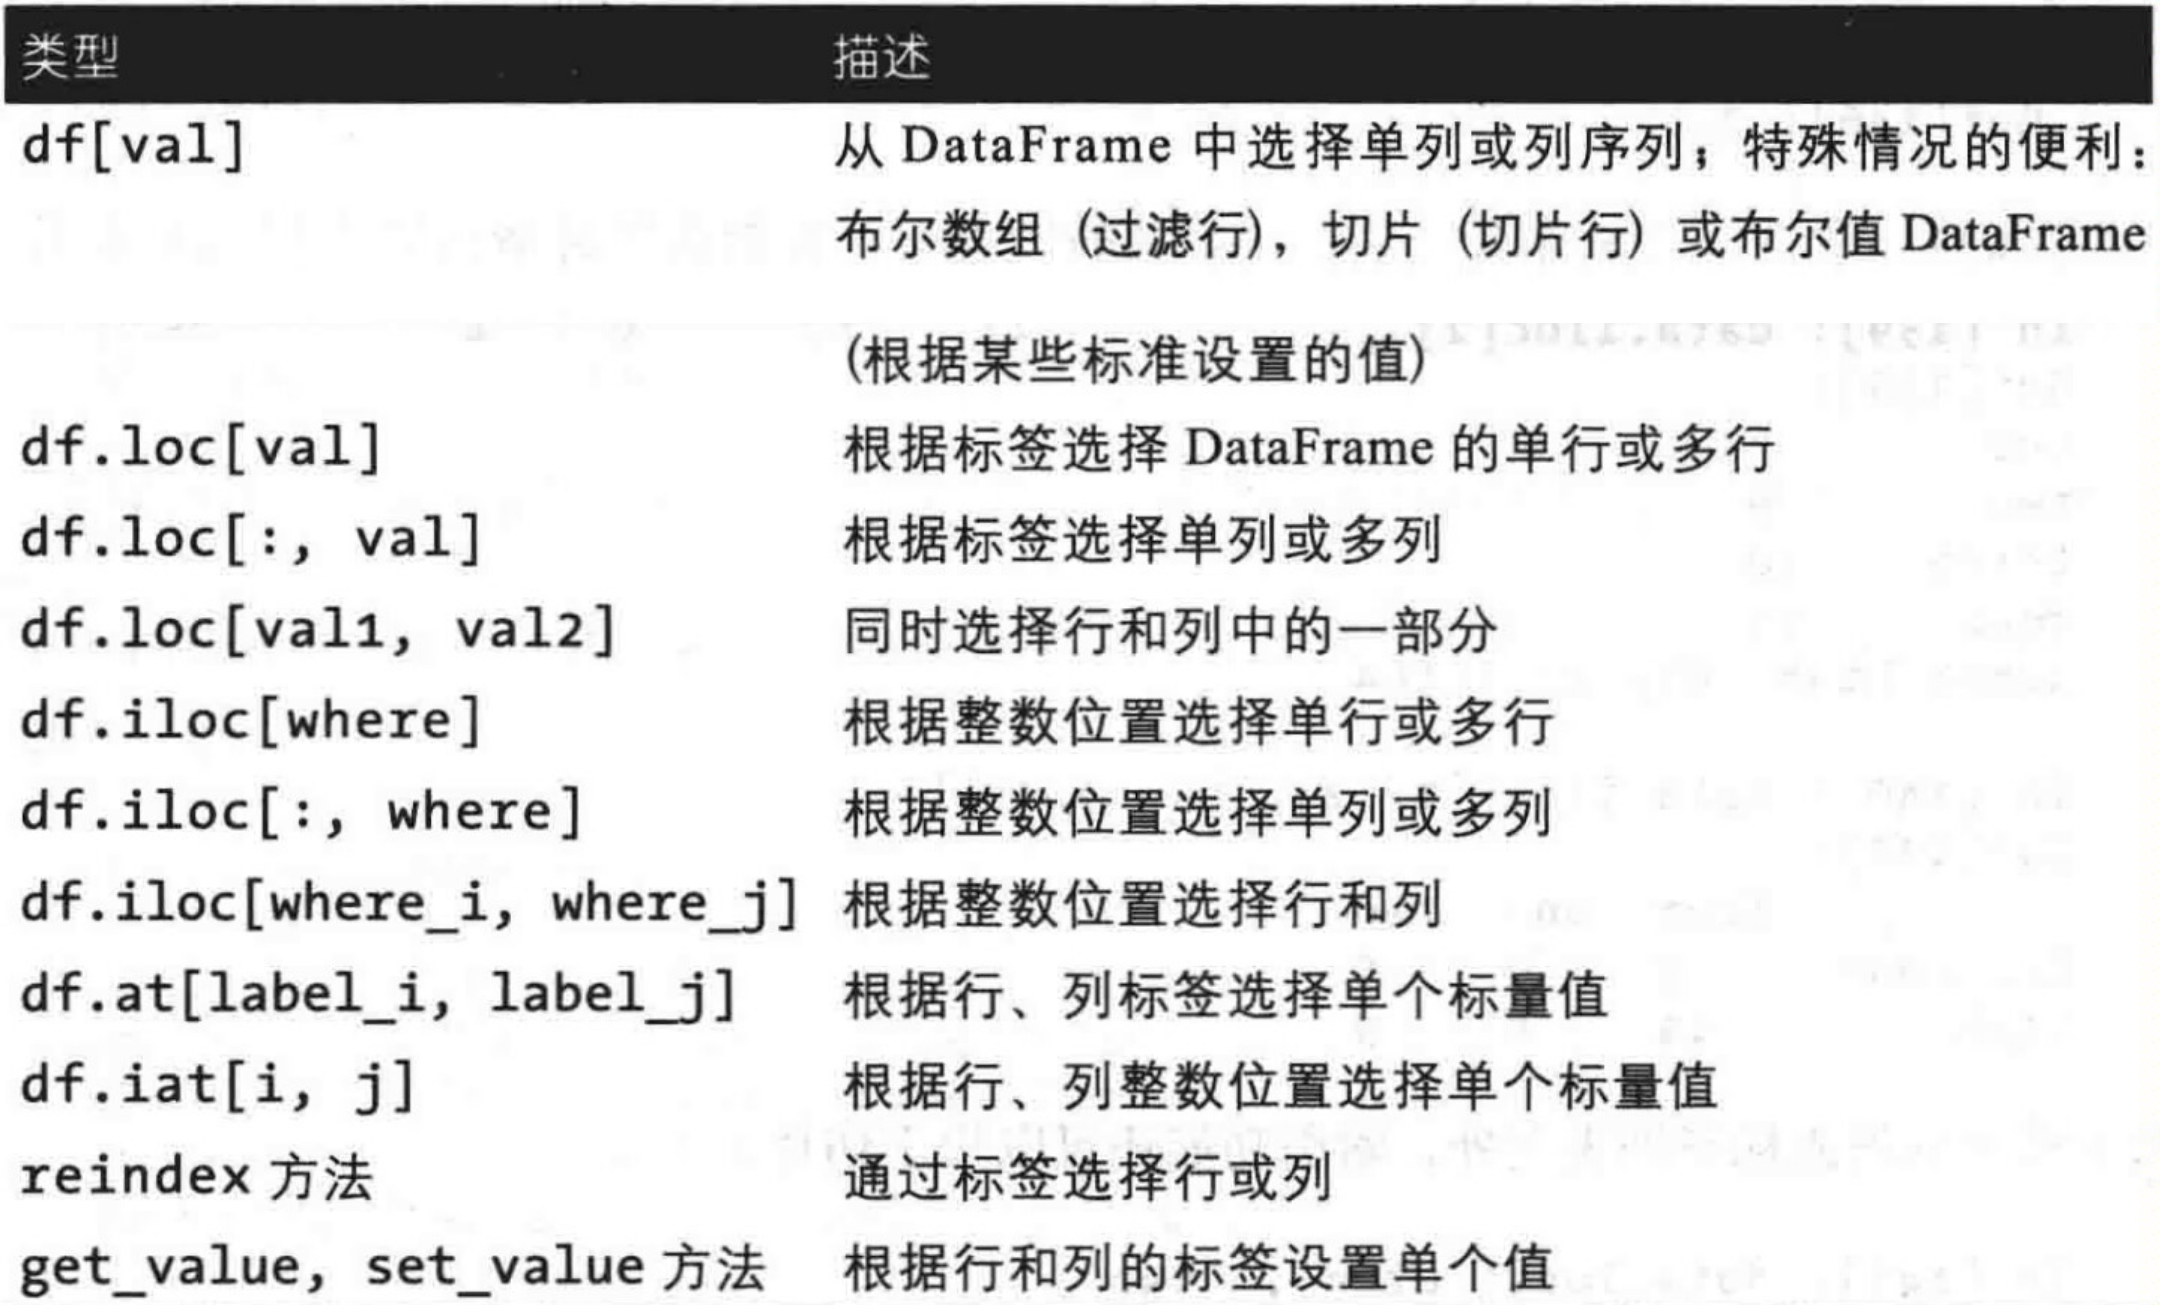 类型 描述
df[val] 从 DataFrame 中选择单列或列序列；特殊情况的便利：
布尔数组（过滤行），切片（切片行）或布尔值 DataFrame
（根据某些标准设置的值）
df.loc[val] 根据标签选择 DataFrame 的单行或多行
df.loc[:, val] 根据标签选择单列或多列
df.loc[val1, val2] 同时选择行和列中的一部分
df.iloc[where] 根据整数位置选择单行或多行
df.iloc[:, where] 根据整数位置选择单列或多列
df.iloc[where_i, where_j] 根据整数位置选择行和列
df.at[label_i, label_j] 根据行、列标签选择单个标量值
df.iat[i, j] 根据行、列整数位置选择单个标量值
reindex 方法 通过标签选择行或列
get_value, set_value 方法 根据行和列的标签设置单个值